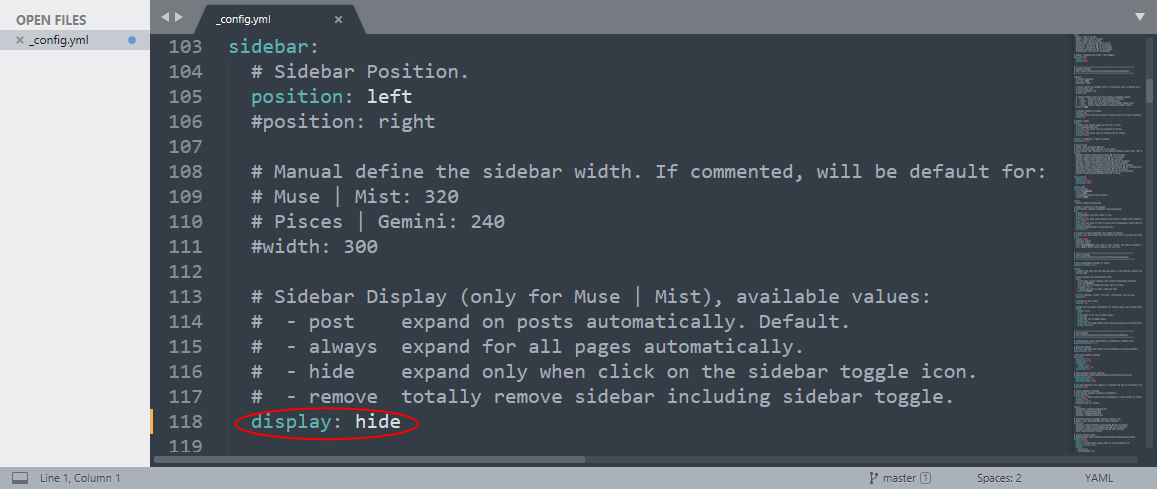 OPEN FILES
_config.yml
_config.yml
103 sidebar:
104 # Sidebar Position.
105 position: left
106 #position: right
107
108 # Manual define the sidebar width. If commented, will be default for:
109 # Muse | Mist: 320
110 # Pisces | Gemini: 240
111 #width: 300
112
113 # Sidebar Display (only for Muse | Mist), available values:
114 #  - post    expand on posts automatically. Default.
115 #  - always  expand for all pages automatically.
116 #  - hide    expand only when click on the sidebar toggle icon.
117 #  - remove  totally remove sidebar including sidebar toggle.
118 display: hide
119
Line 1, Column 1
master 1
Spaces: 2
YAML